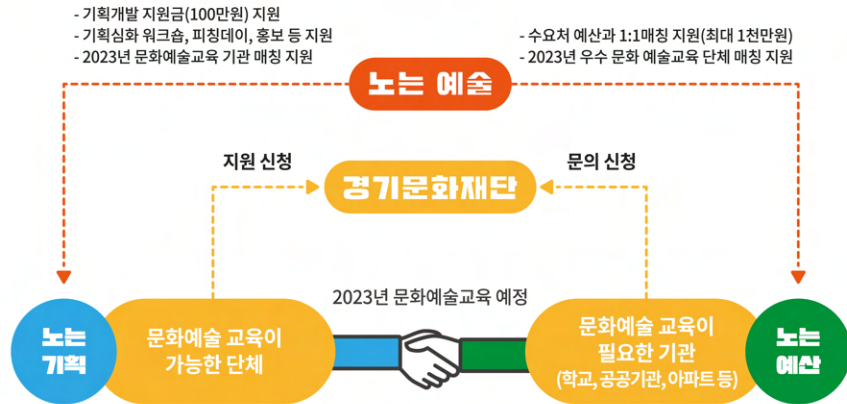 - 기획개발 지원금(100만원) 지원
- 기획심화 워크숍, 피칭데이, 홍보 등 지원
- 2023년 문화예술교육 기관 매칭 지원
- 수요처 예산과 1:1매칭 지원(최대 1천만원)
- 2023년 우수 문화 예술교육 단체 매칭 지원
노는 예술
지원 신청
문의 신청
경기문화재단
2023년 문화예술교육 예정
노는
기획
문화예술 교육이
가능한 단체
문화예술 교육이
필요한 기관
(학교, 공공기관, 아파트 등)
노는
예산